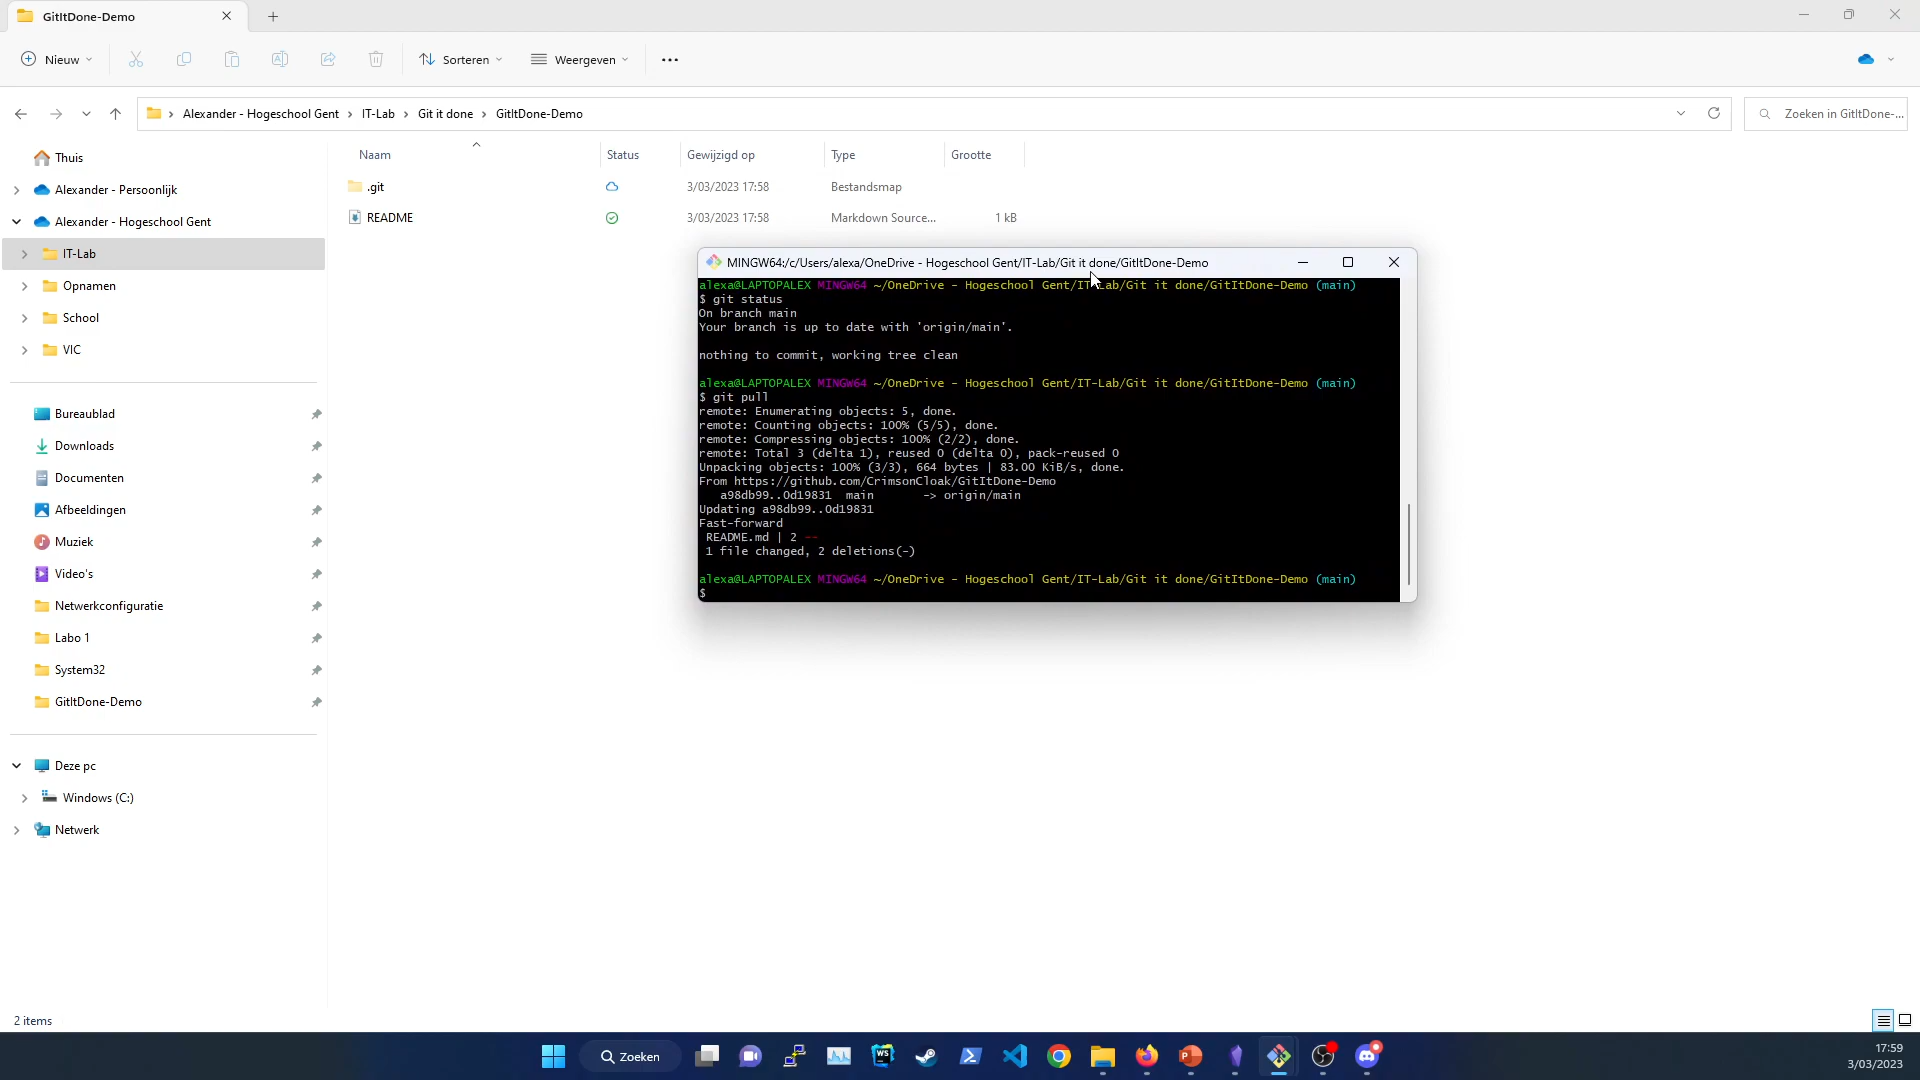 GitItDone-Demo
Nieuw
Sorteren
Weergeven
Alexander - Hogeschool Gent > IT-Lab > Git it done > GitItDone-Demo
Zoeken in GitItDone-...
Naam Status Gewijzigd op Type Grootte
.git 3/03/2023 17:58 Bestandsmap
README 3/03/2023 17:58 Markdown Source... 1 kB
Thuis
Alexander - Persoonlijk
Alexander - Hogeschool Gent
IT-Lab
Opnamen
School
VIC
Bureaublad
Downloads
Documenten
Afbeeldingen
Muziek
Video's
Netwerkconfiguratie
Labo 1
System32
GitItDone-Demo
Deze pc
Windows (C:)
Netwerk
MINGW64:/c/Users/alexa/OneDrive - Hogeschool Gent/IT-Lab/Git it done/GitItDone-Demo
alexa@LAPTOPALEX MINGW64 ~/OneDrive - Hogeschool Gent/IT-Lab/Git it done/GitItDone-Demo (main)
$ git status
On branch main
Your branch is up to date with 'origin/main'.
nothing to commit, working tree clean
alexa@LAPTOPALEX MINGW64 ~/OneDrive - Hogeschool Gent/IT-Lab/Git it done/GitItDone-Demo (main)
$ git pull
remote: Enumerating objects: 5, done.
remote: Counting objects: 100% (5/5), done.
remote: Compressing objects: 100% (2/2), done.
remote: Total 3 (delta 1), reused 0 (delta 0), pack-reused 0
Unpacking objects: 100% (3/3), 664 bytes | 83.00 KiB/s, done.
From https://github.com/CrimsonCloak/GitItDone-Demo
a98db99..0d19831 main -> origin/main
Updating a98db99..0d19831
Fast-forward
README.md | 2 --
1 file changed, 2 deletions(-)
alexa@LAPTOPALEX MINGW64 ~/OneDrive - Hogeschool Gent/IT-Lab/Git it done/GitItDone-Demo (main)
$
2 items
Zoeken
17:59
3/03/2023